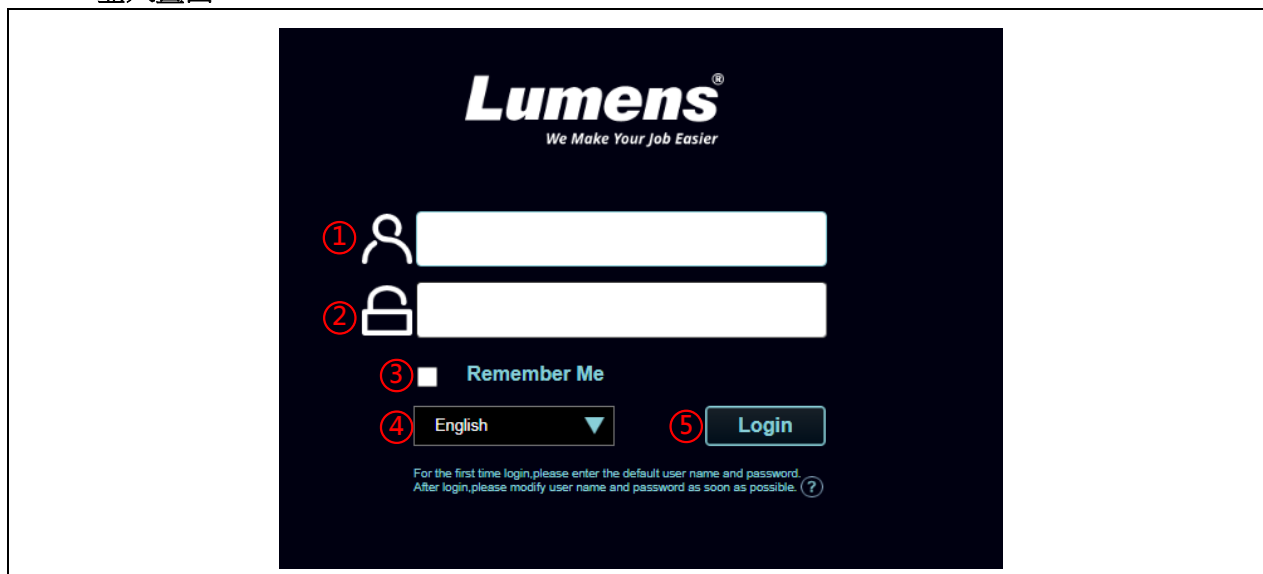 Lumens®
We Make Your Job Easier
①
②
③ Remember Me
④ English ⑤ Login
For the first time login,please enter the default user name and password.
After login,please modify user name and password as soon as possible. ?